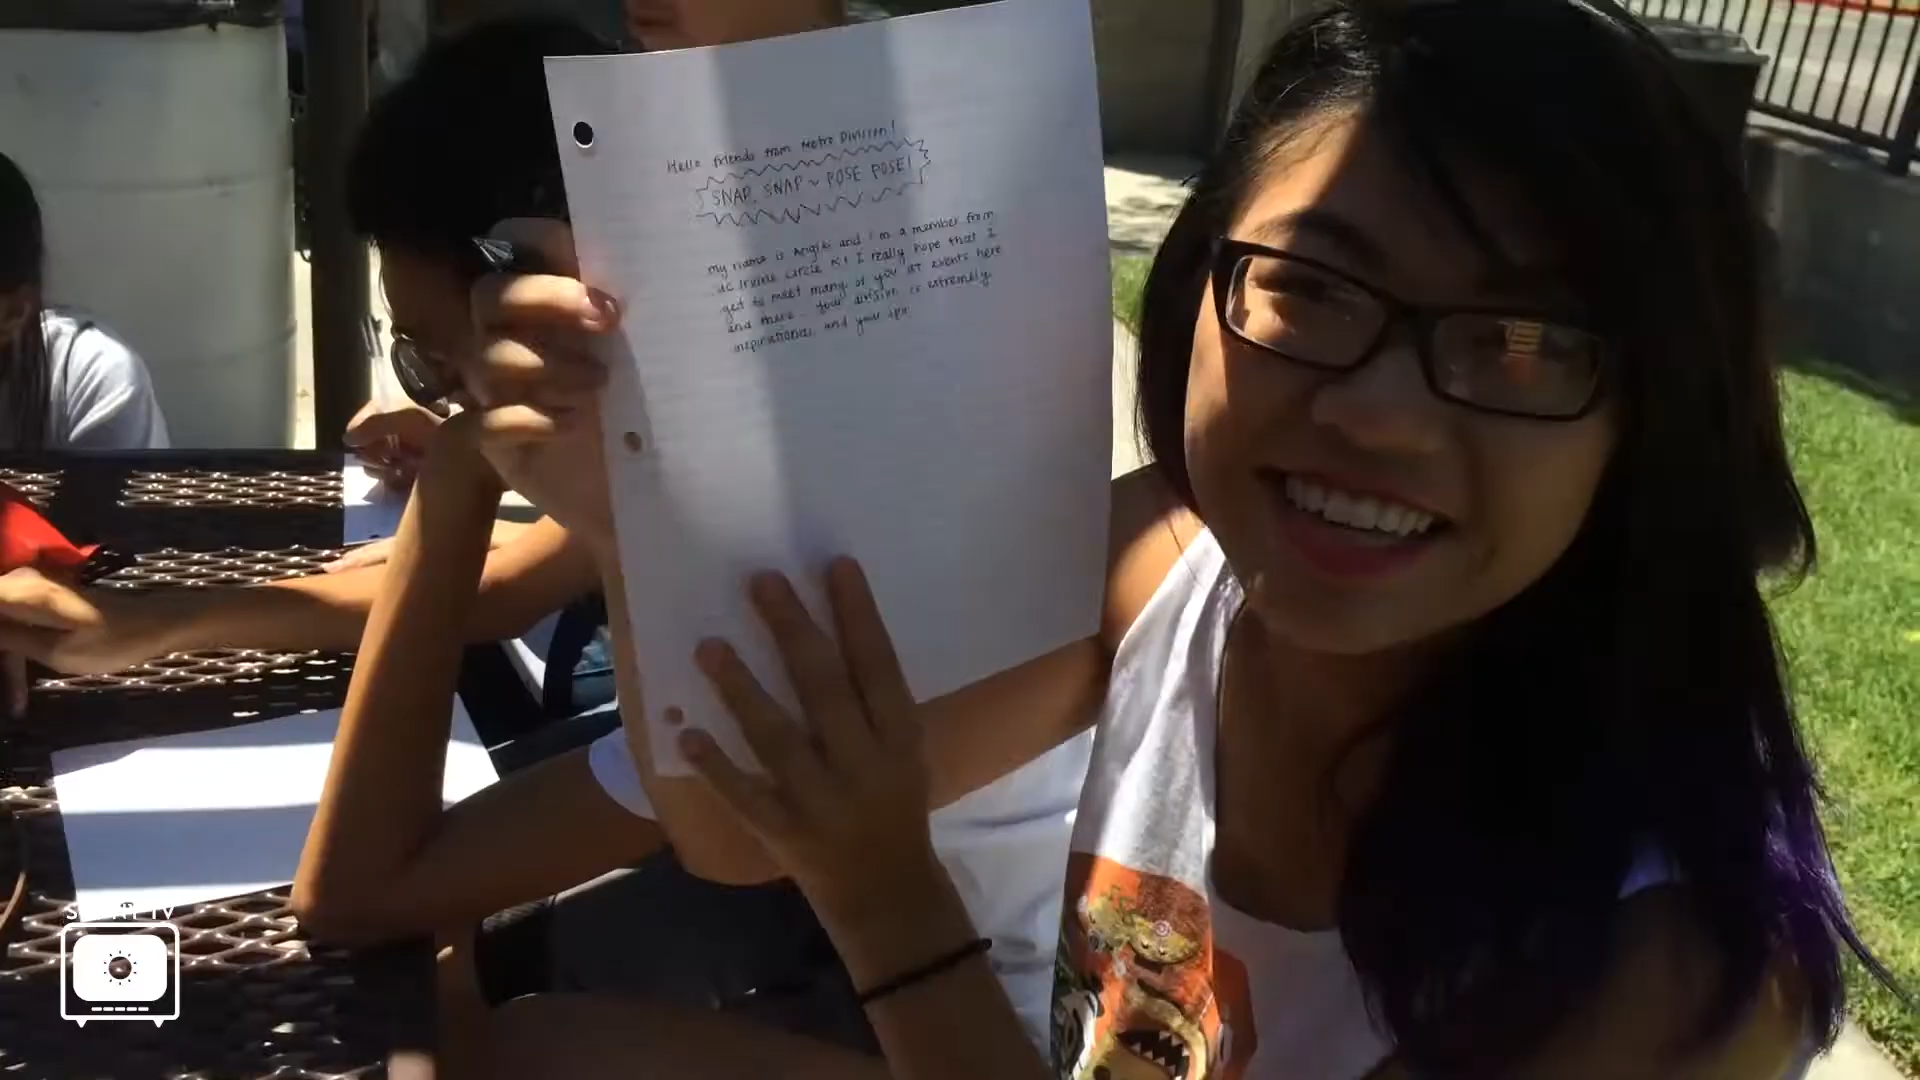 Hello friends from Metro Division!
SNAP, SNAP ~ POSE POSE!
my name is and i'm a member from
UC Irvine Circle K! I really hope that I
get to meet many of you at events here
and there. Your division is extremely
inspirational and your